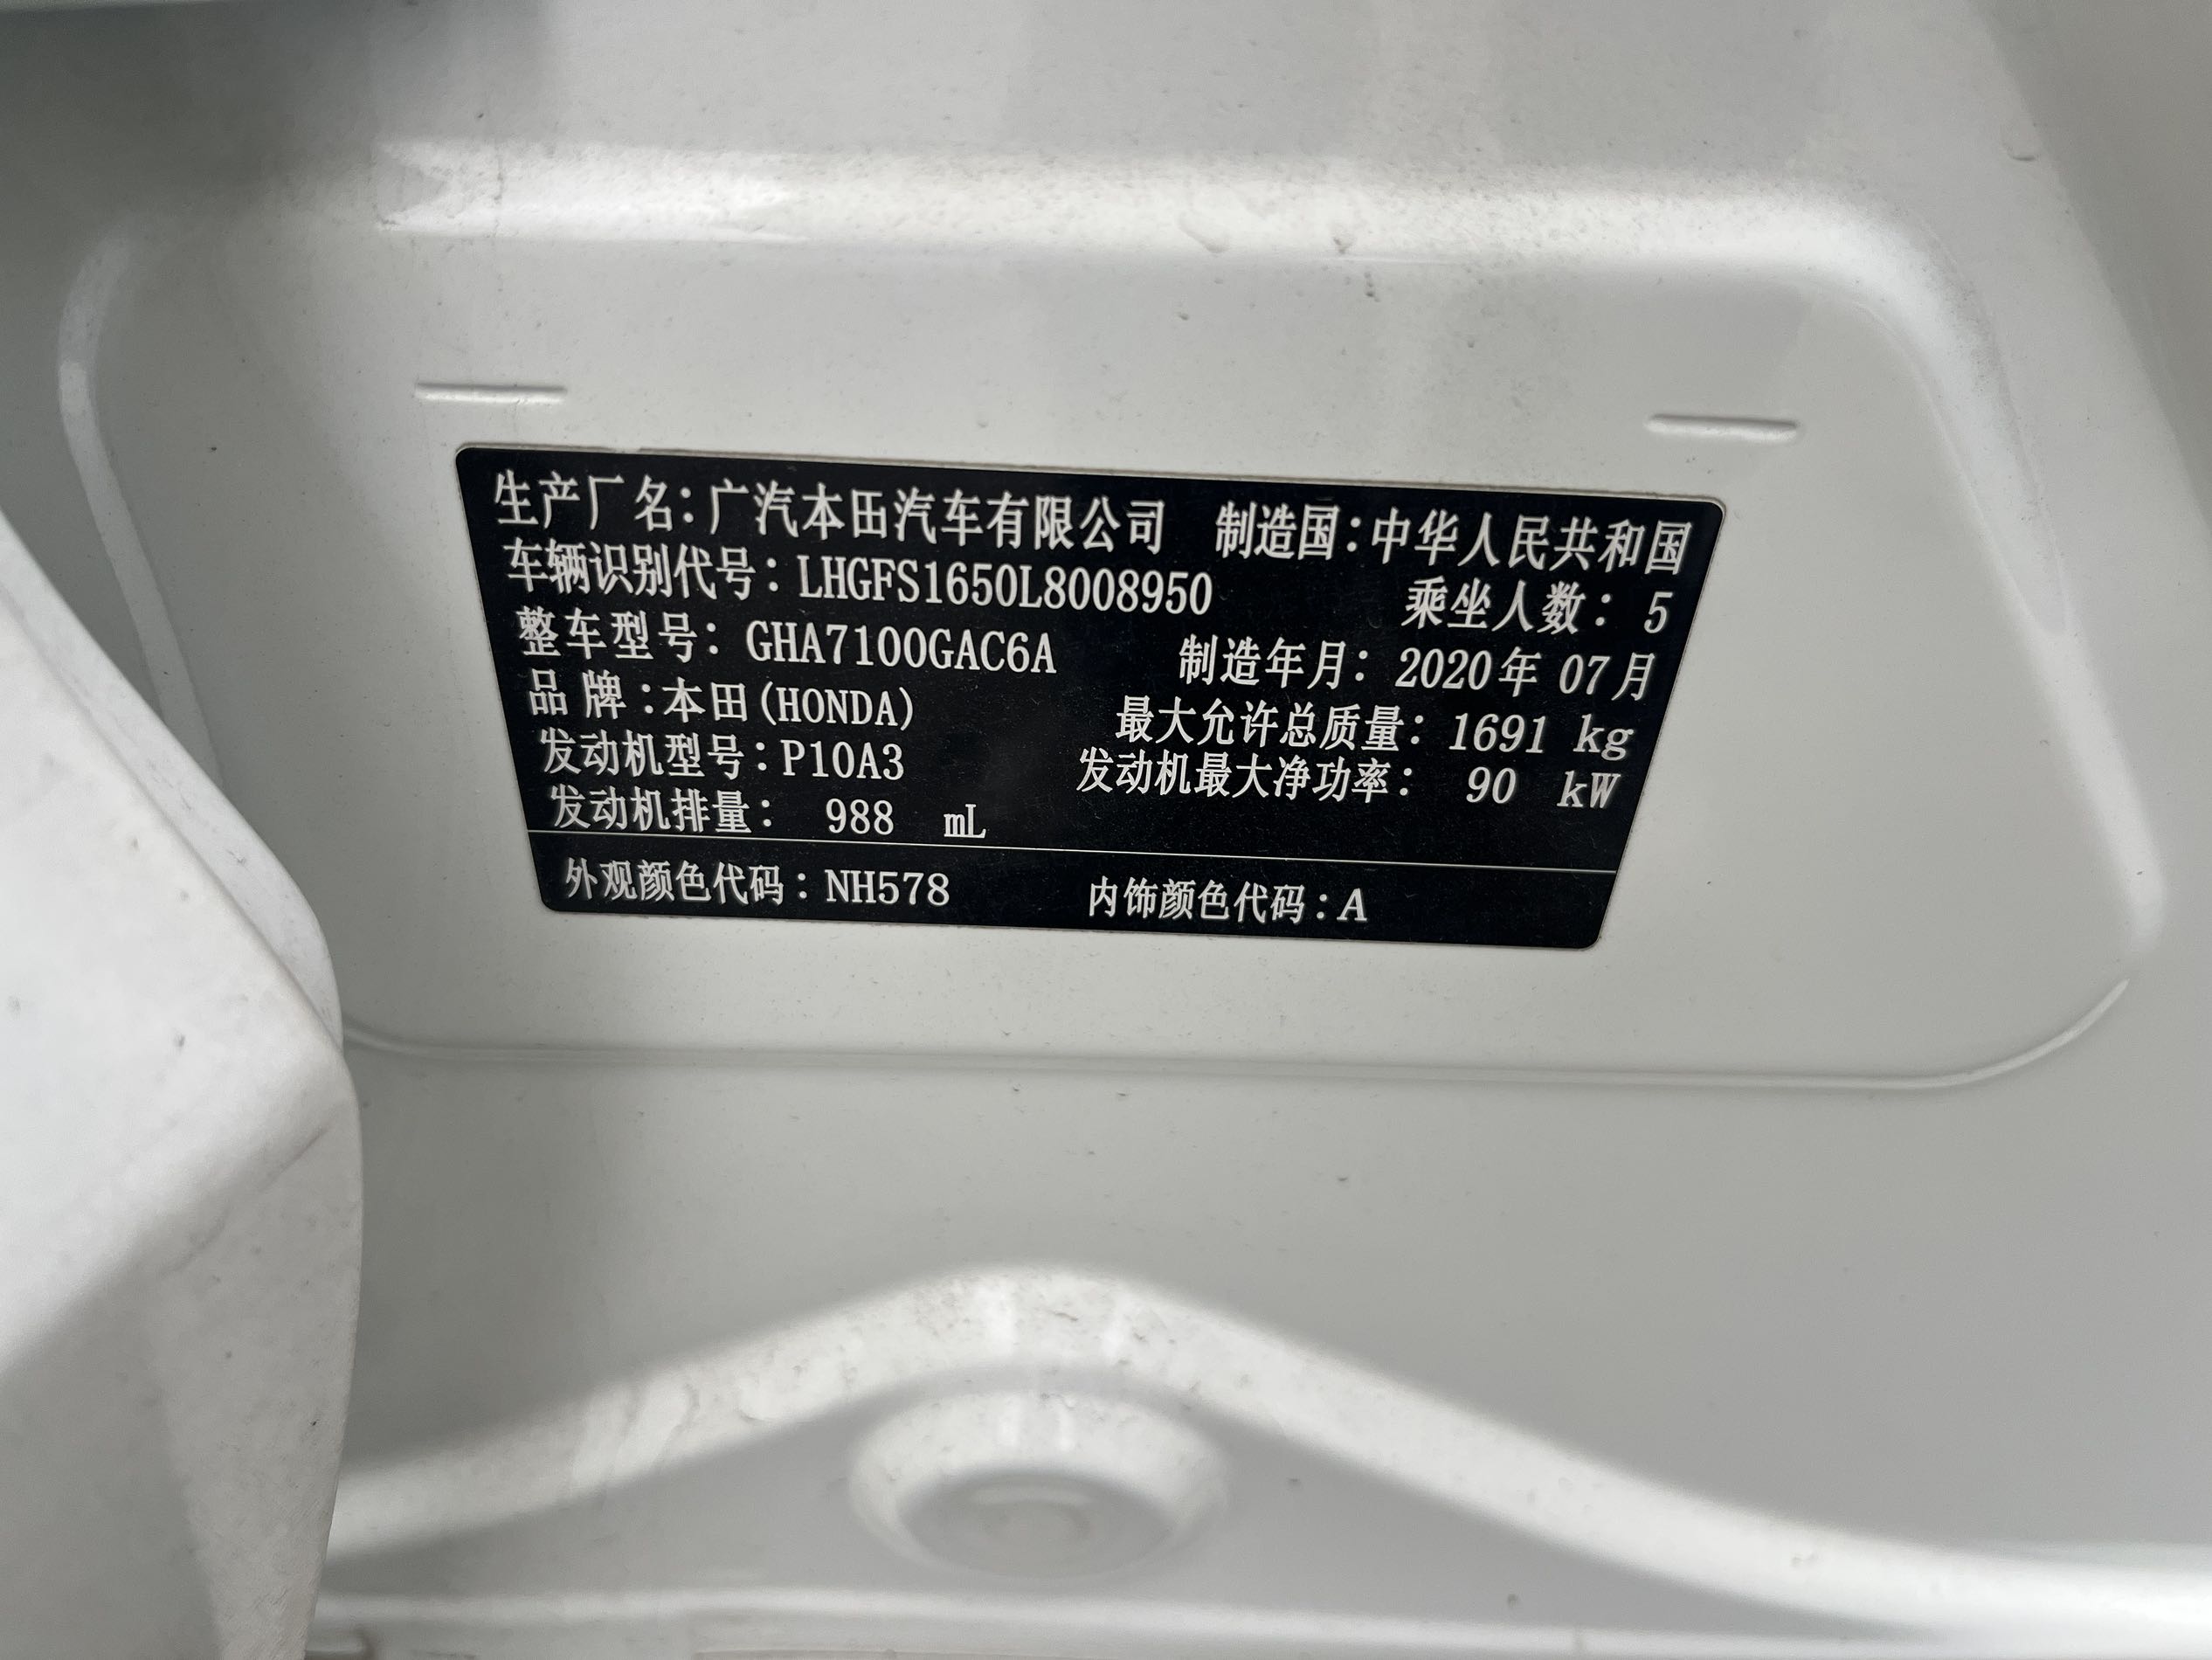 生产厂名：广汽本田汽车有限公司 制造国：中华人民共和国
车辆识别代号：LHGFS1650L8008950 乘坐人数：5
整车型号：GHA7100GAC6A 制造年月：2020年07月
品牌：本田(HONDA) 最大允许总质量：1691 kg
发动机型号：P10A3 发动机最大净功率：90 kW
发动机排量：988 mL
外观颜色代码：NH578 内饰颜色代码：A